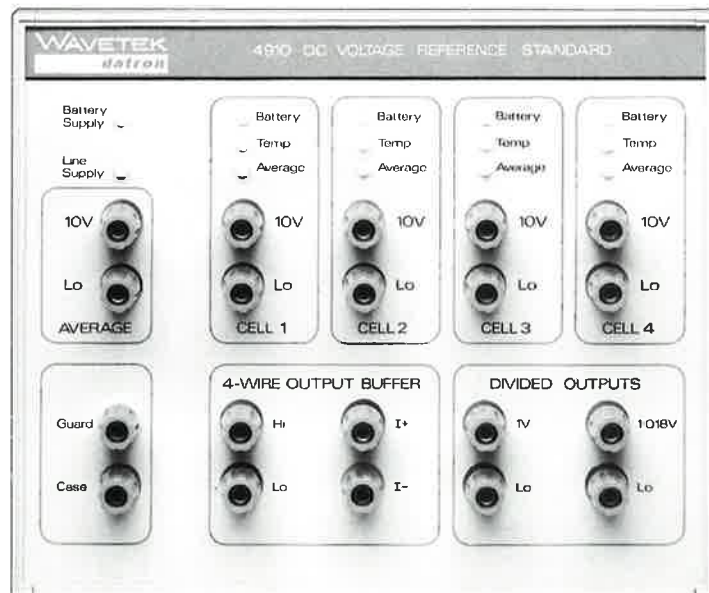 WAVETEK
datron
4910 DC VOLTAGE REFERENCE STANDARD
Battery
Supply
Line
Supply
Battery
Temp
Average
Battery
Temp
Average
Battery
Temp
Average
Battery
Temp
Average
10V
10V
10V
10V
10V
Lo
Lo
Lo
Lo
Lo
AVERAGE
CELL 1
CELL 2
CELL 3
CELL 4
4-WIRE OUTPUT BUFFER
DIVIDED OUTPUTS
Guard
Hi
I+
1V
1·018V
Case
Lo
I-
Lo
Lo